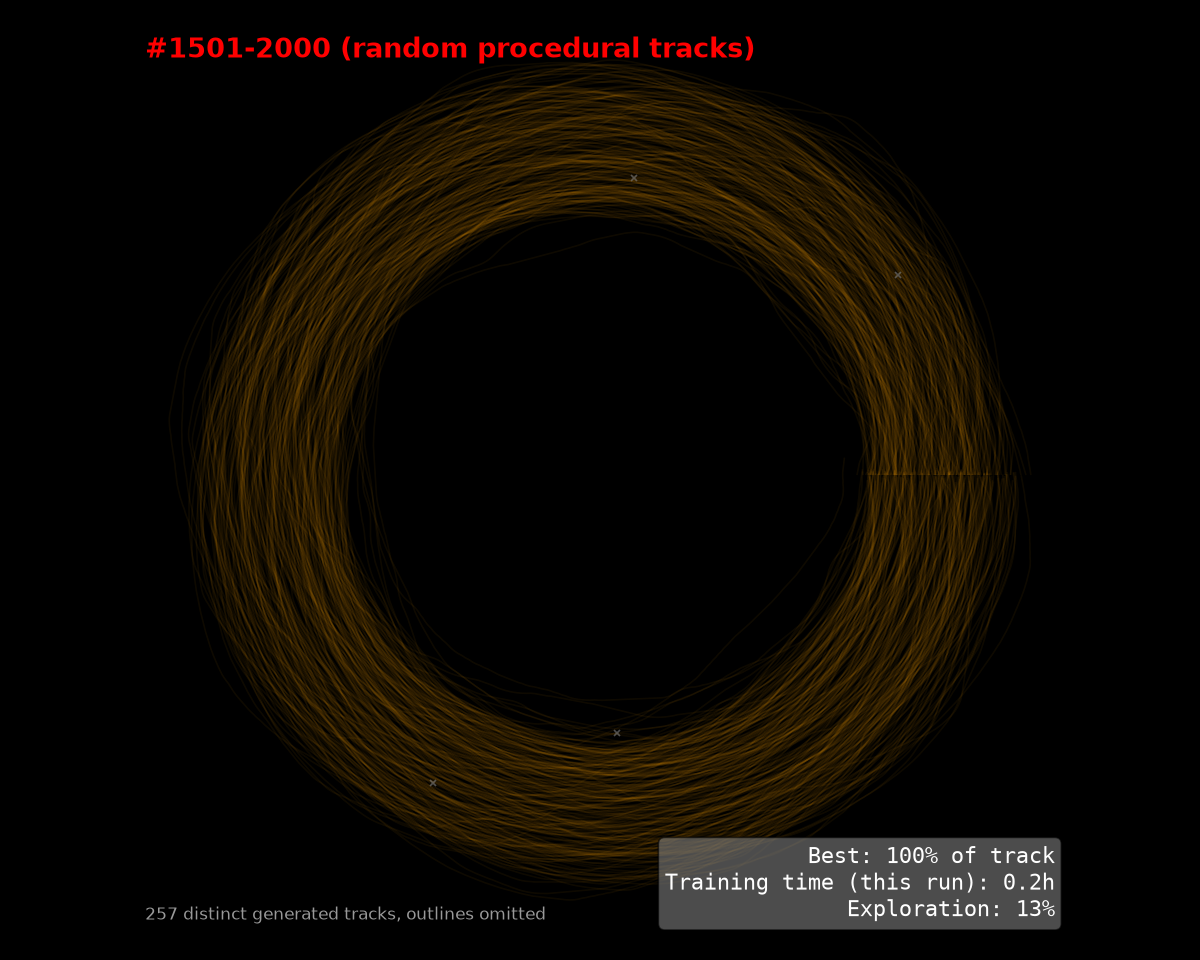 #1501-2000 (random procedural tracks)
Best: 100% of track
Training time (this run): 0.2h
Exploration: 13%
257 distinct generated tracks, outlines omitted